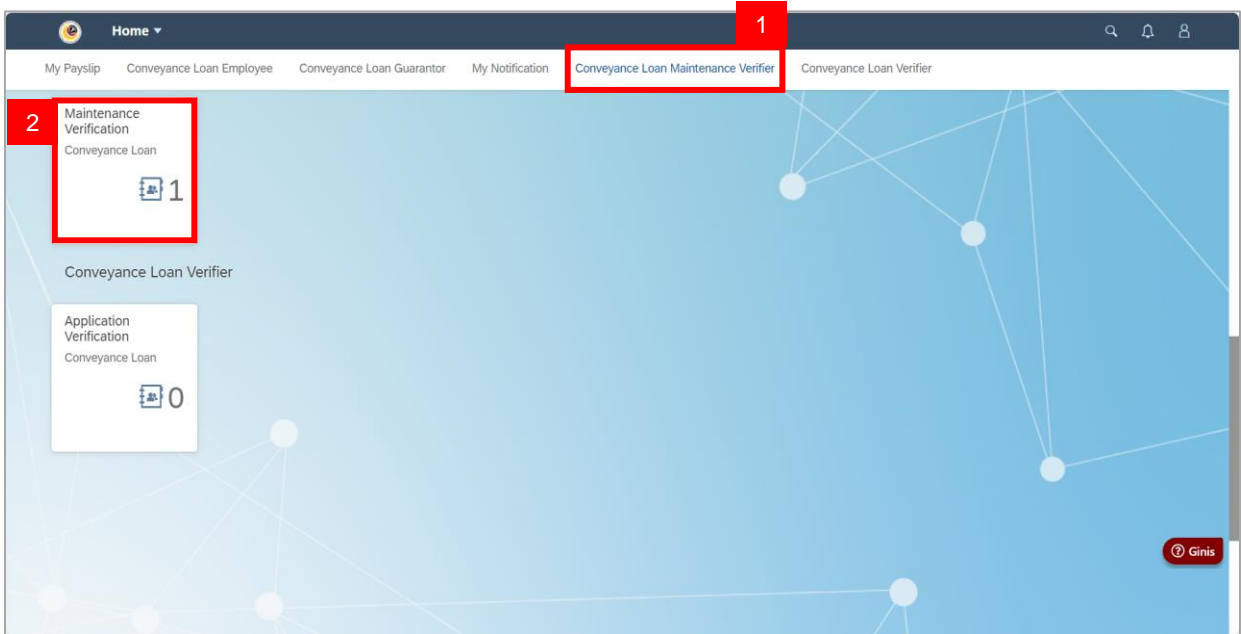 1
Home
My Payslip Conveyance Loan Employee Conveyance Loan Guarantor My Notification Conveyance Loan Maintenance Verifier Conveyance Loan Verifier
2
Maintenance
Verification
Conveyance Loan
1
Conveyance Loan Verifier
Application
Verification
Conveyance Loan
0
Ginis